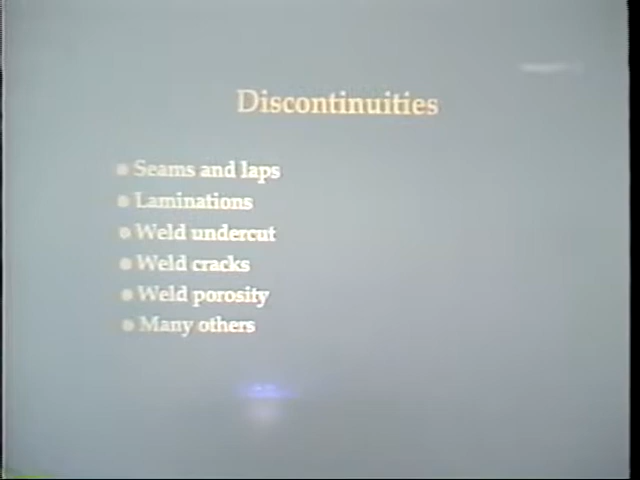 Discontinuities
Seams and laps
Laminations
Weld undercut
Weld cracks
Weld porosity
Many others